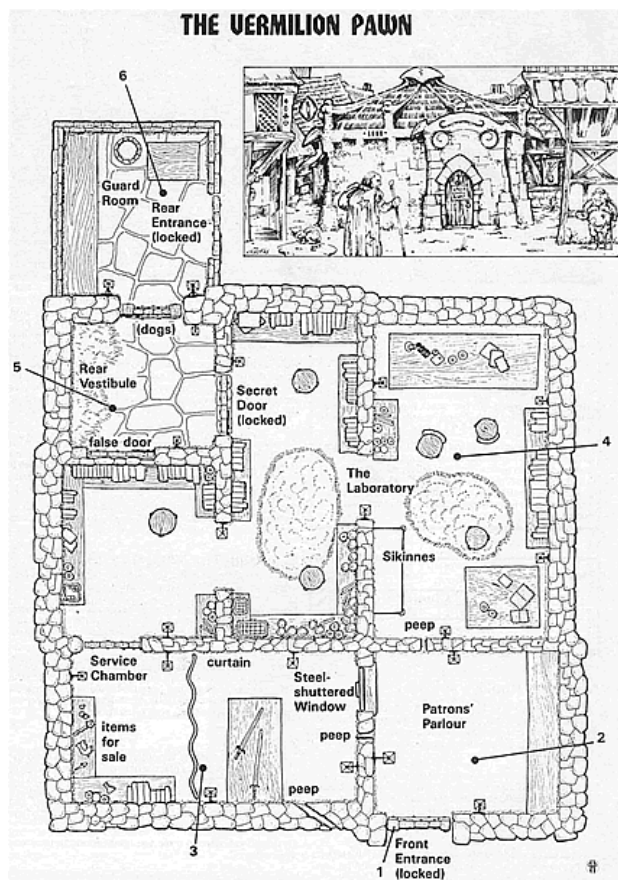 THE VERMILION PAWN
6
Guard
Room
Rear
Entrance
(locked)
(dogs)
5
Rear
Vestibule
false door
Secret
Door
(locked)
4
The
Laboratory
Sikinnes
peep
Service
Chamber
curtain
Steel-
shuttered
Window
Patrons'
Parlour
items
for
sale
peep
2
peep
3
1
Front
Entrance
(locked)